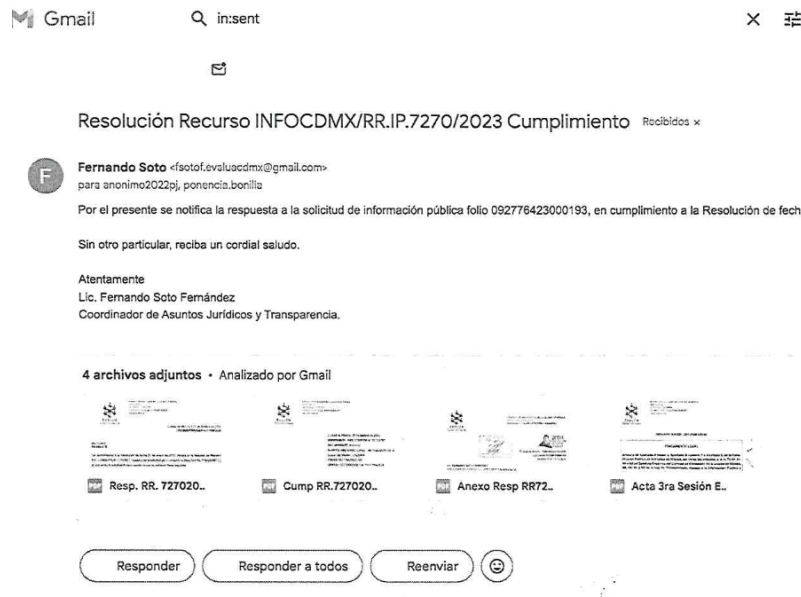 Gmail
in:sent
Resolución Recurso INFOCDMX/RR.IP.7270/2023 Cumplimiento Recibidos ×
F
Fernando Soto <fsotof.evaluacdmx@gmail.com>
para anonimo2022pj, ponencia.bonilla
Por el presente se notifica la respuesta a la solicitud de información pública folio 092776423000193, en cumplimiento a la Resolución de fech
Sin otro particular, reciba un cordial saludo.
Atentamente
Lic. Fernando Soto Fernández
Coordinador de Asuntos Jurídicos y Transparencia.
4 archivos adjuntos • Analizado por Gmail
PDF Resp. RR. 727020..
PDF Cump RR.727020..
PDF Anexo Resp RR72..
PDF Acta 3ra Sesión E..
Responder
Responder a todos
Reenviar